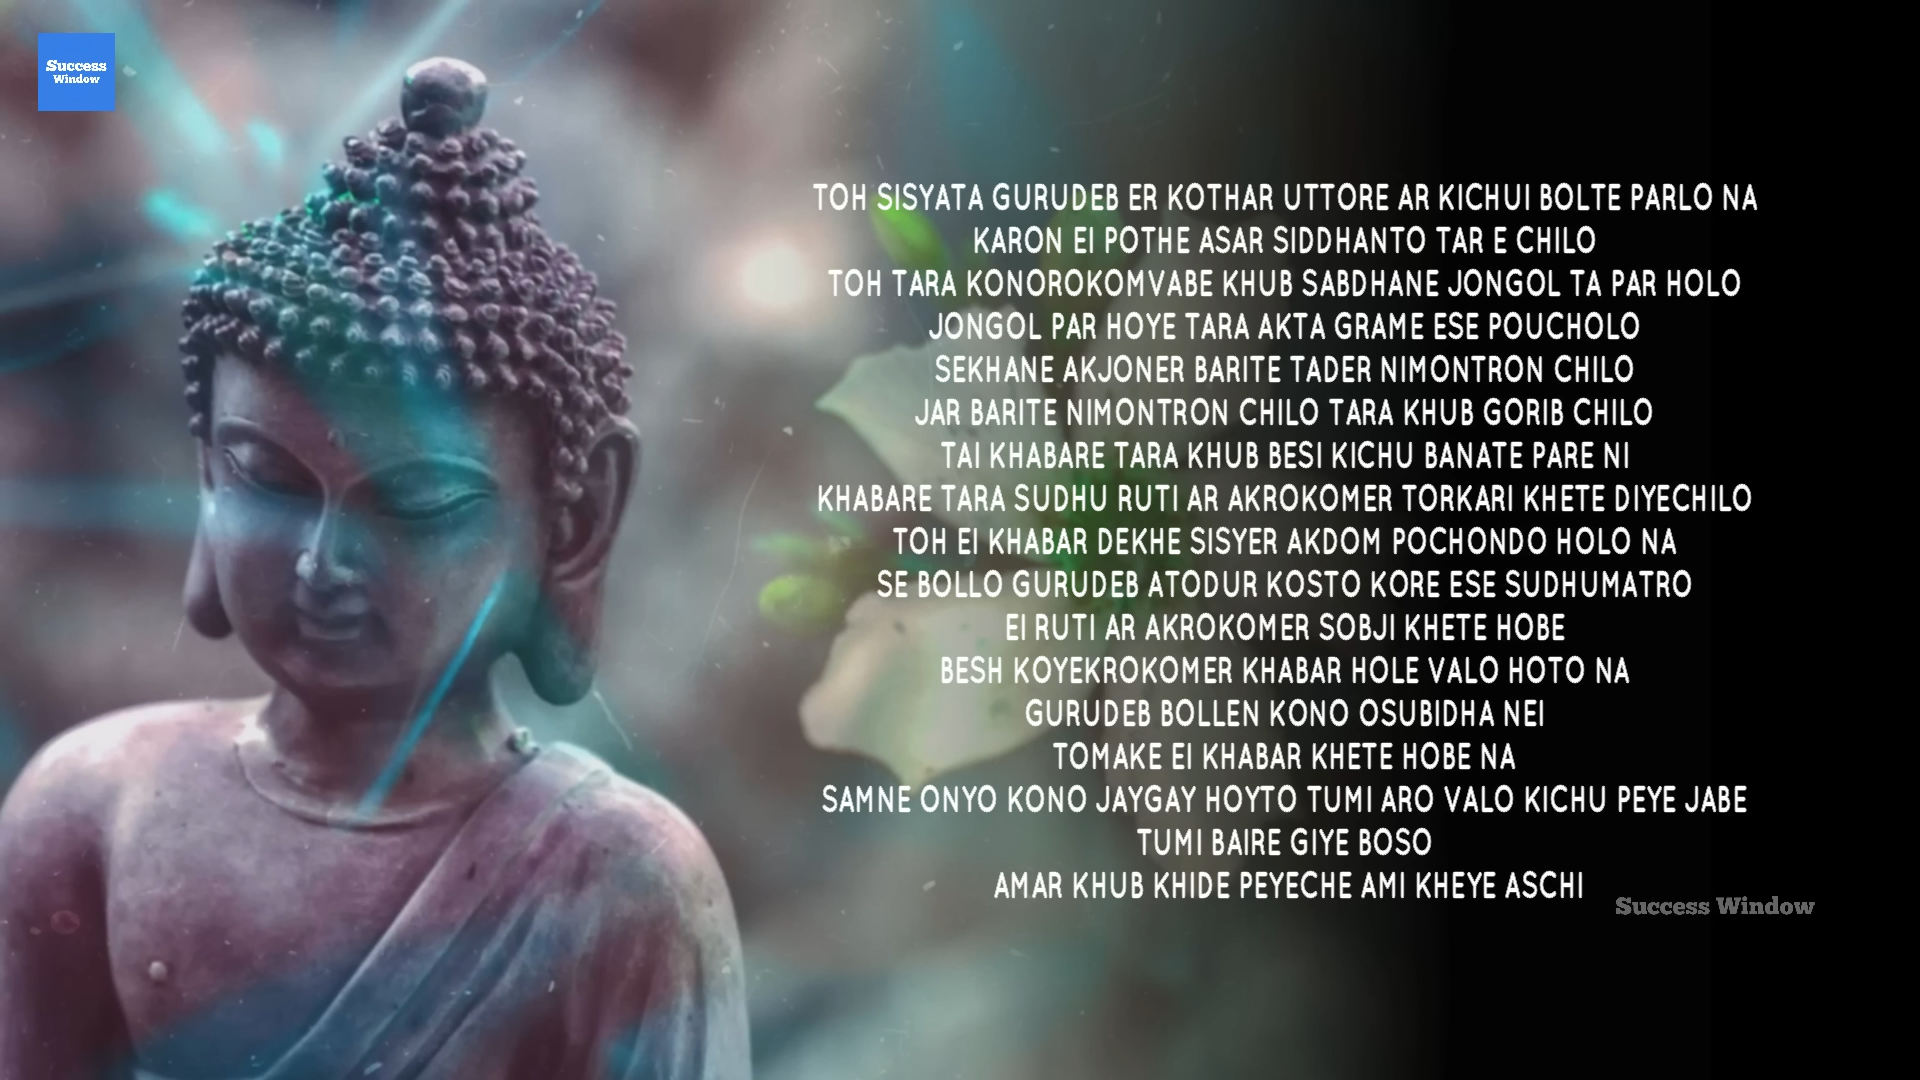 Success
Window
TOH SISYATA GURUDEB ER KOTHAR UTTORE AR KICHUI BOLTE PARLO NA
KARON EI POTHE ASAR SIDDHANTO TAR E CHILO
TOH TARA KONOROKOMVABE KHUB SABDHANE JONGOL TA PAR HOLO
JONGOL PAR HOYE TARA AKTA GRAME ESE POUCHOLO
SEKHANE AKJONER BARITE TADER NIMONTRON CHILO
JAR BARITE NIMONTRON CHILO TARA KHUB GORIB CHILO
TAI KHABARE TARA KHUB BESI KICHU BANATE PARE NI
KHABARE TARA SUDHU RUTI AR AKROKOMER TORKARI KHETE DIYECHILO
TOH EI KHABAR DEKHE SISYER AKDOM POCHONDO HOLO NA
SE BOLLO GURUDEB ATODUR KOSTO KORE ESE SUDHUMATRO
EI RUTI AR AKROKOMER SOBJI KHETE HOBE
BESH KOYEKROKOMER KHABAR HOLE VALO HOTO NA
GURUDEB BOLLEN KONO OSUBIDHA NEI
TOMAKE EI KHABAR KHETE HOBE NA
SAMNE ONYO KONO JAYGAY HOYTO TUMI ARO VALO KICHU PEYE JABE
TUMI BAIRE GIYE BOSO
AMAR KHUB KHIDE PEYECHE AMI KHEYE ASCHI
Success Window